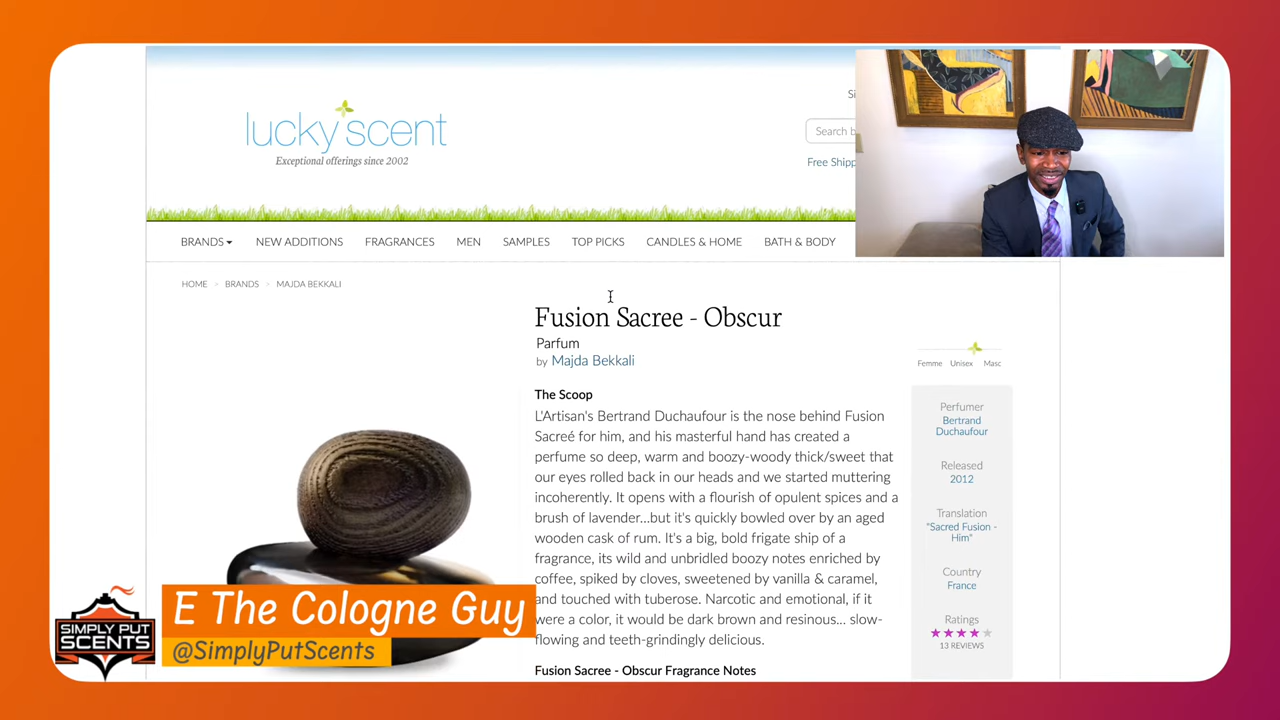 lucky scent
Exceptional offerings since 2002
Si
Search b
Free Shipp
BRANDS NEW ADDITIONS FRAGRANCES MEN SAMPLES TOP PICKS CANDLES & HOME BATH & BODY
HOME > BRANDS > MAJDA BEKKALI
Fusion Sacree - Obscur
Parfum
by Majda Bekkali
The Scoop
L'Artisan's Bertrand Duchaufour is the nose behind Fusion
Sacreé for him, and his masterful hand has created a
perfume so deep, warm and boozy-woody thick/sweet that
our eyes rolled back in our heads and we started muttering
incoherently. It opens with a flourish of opulent spices and a
brush of lavender...but it's quickly bowled over by an aged
wooden cask of rum. It's a big, bold frigate ship of a
fragrance, its wild and unbridled boozy notes enriched by
coffee, spiked by cloves, sweetened by vanilla & caramel,
and touched with tuberose. Narcotic and emotional, if it
were a color, it would be dark brown and resinous... slow-
flowing and teeth-grindingly delicious.
Fusion Sacree - Obscur Fragrance Notes
Femme Unisex Masc
Perfumer
Bertrand
Duchaufour
Released
2012
Translation
"Sacred Fusion -
Him"
Country
France
Ratings
13 REVIEWS
SIMPLY PUT
SCENTS
E The Cologne Guy
@SimplyPutScents